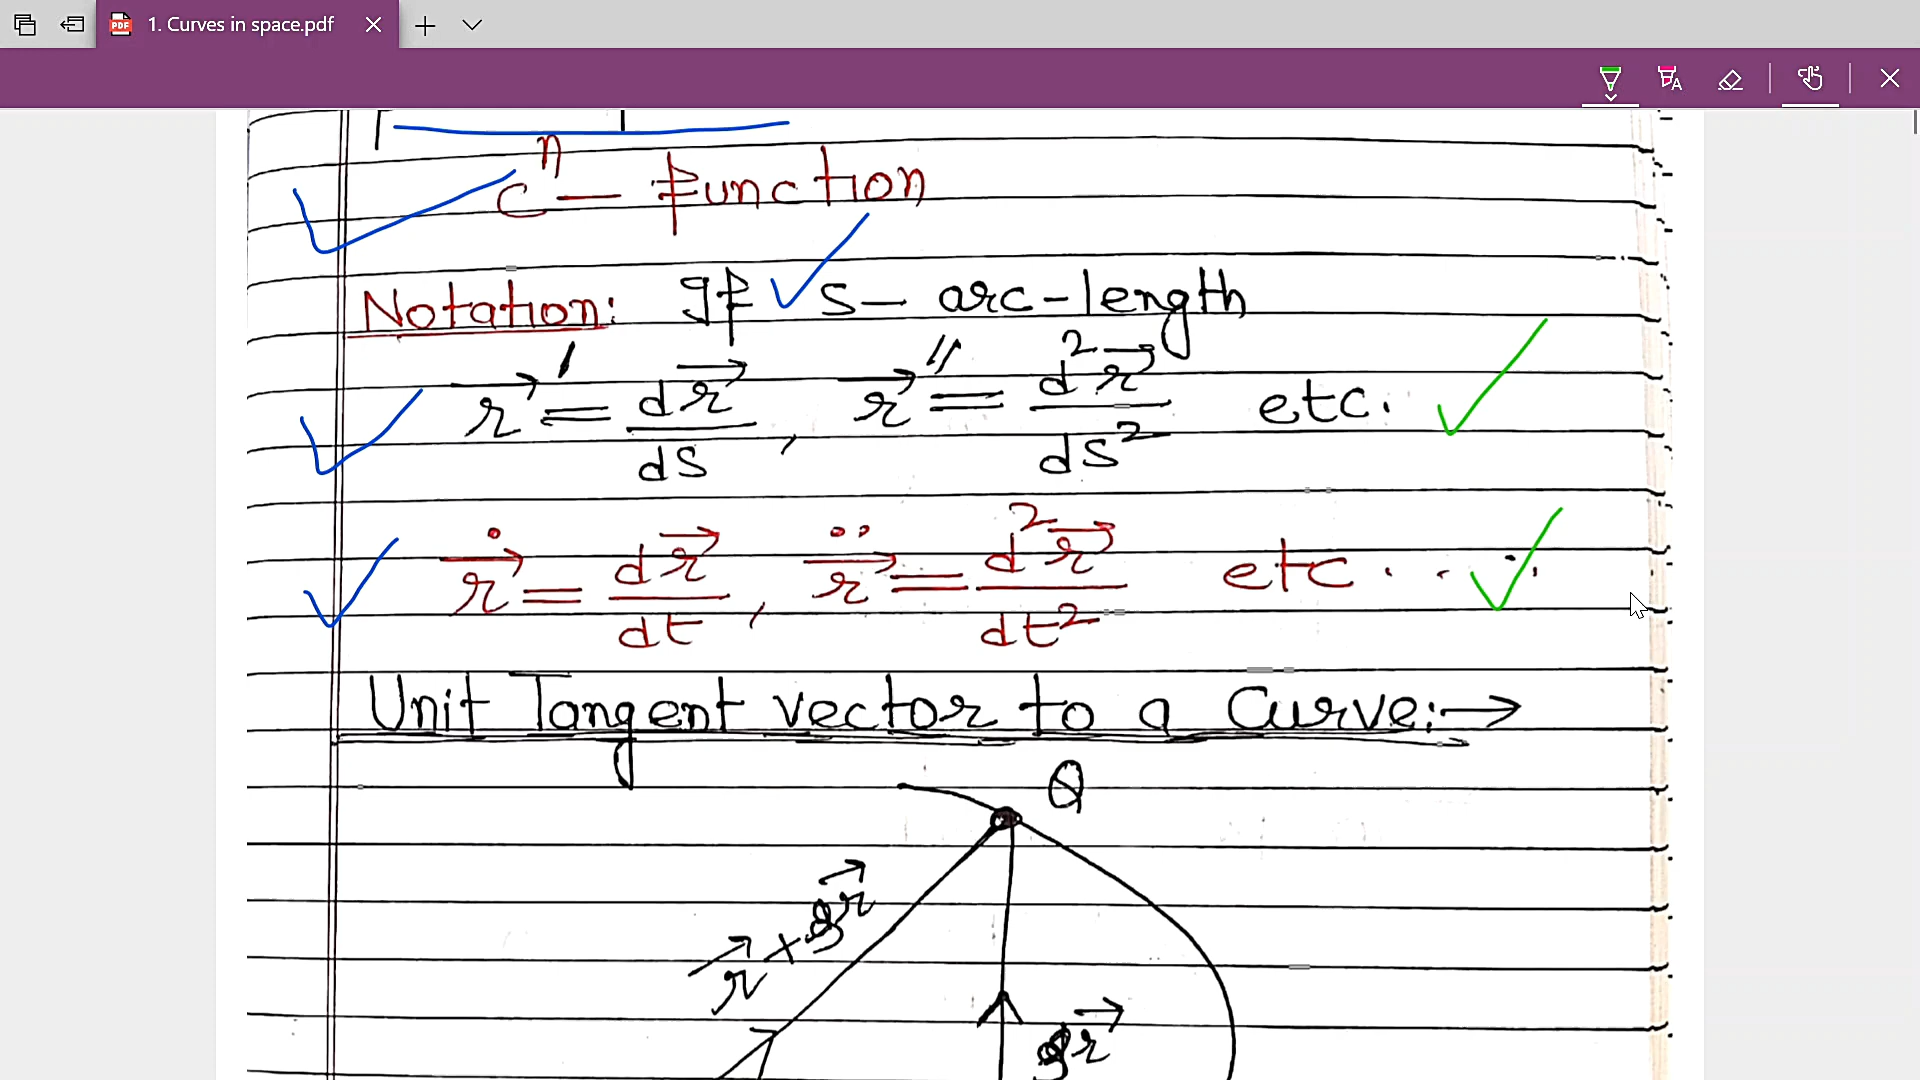 1. Curves in space.pdf
cⁿ — function
Notation: If s — arc-length
r⃗′ = dr⃗/ds, r⃗″ = d²r⃗/ds² etc.
ṙ⃗ = dr⃗/dt, r̈⃗ = d²r⃗/dt² etc . . . .
Unit Tangent vector to a Curve:→
Q
r⃗ + δr⃗
δr⃗